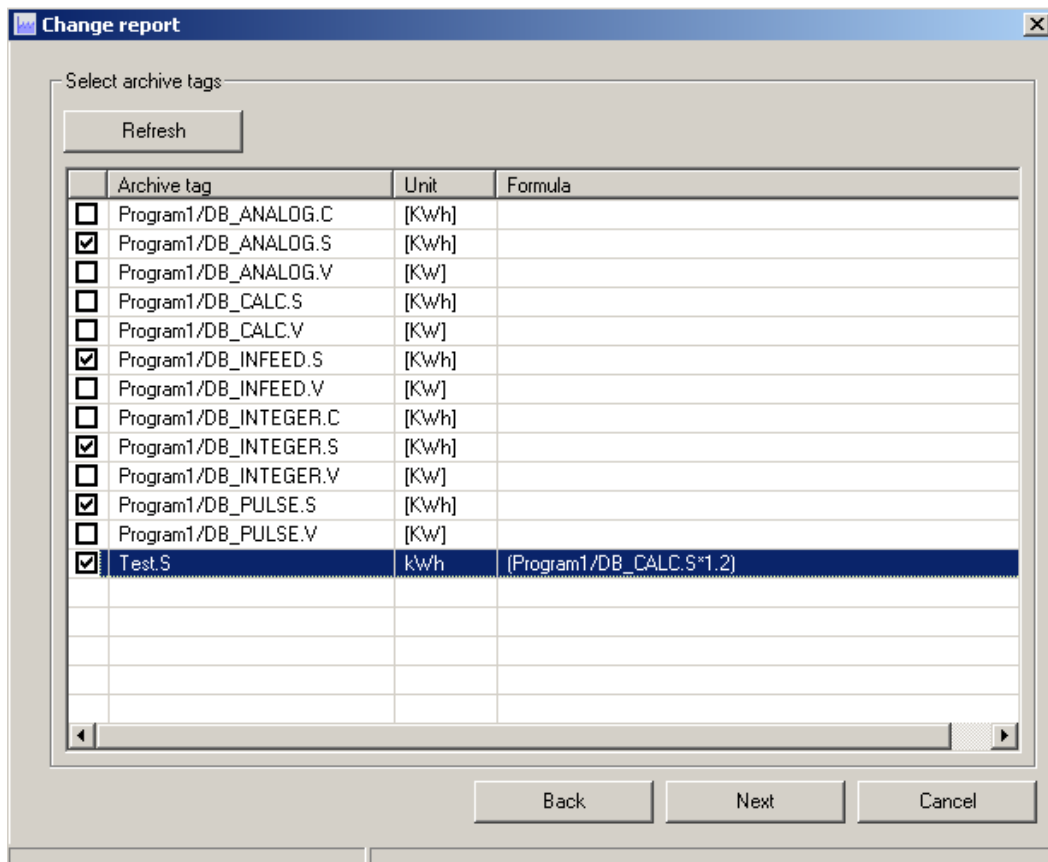 Change report
Select archive tags
Refresh
Archive tag Unit Formula
Program1/DB_ANALOG.C [KWh]
Program1/DB_ANALOG.S [KWh]
Program1/DB_ANALOG.V [KW]
Program1/DB_CALC.S [KWh]
Program1/DB_CALC.V [KW]
Program1/DB_INFEED.S [KWh]
Program1/DB_INFEED.V [KW]
Program1/DB_INTEGER.C [KWh]
Program1/DB_INTEGER.S [KWh]
Program1/DB_INTEGER.V [KW]
Program1/DB_PULSE.S [KWh]
Program1/DB_PULSE.V [KW]
Test.S kWh (Program1/DB_CALC.S*1.2)
Back Next Cancel